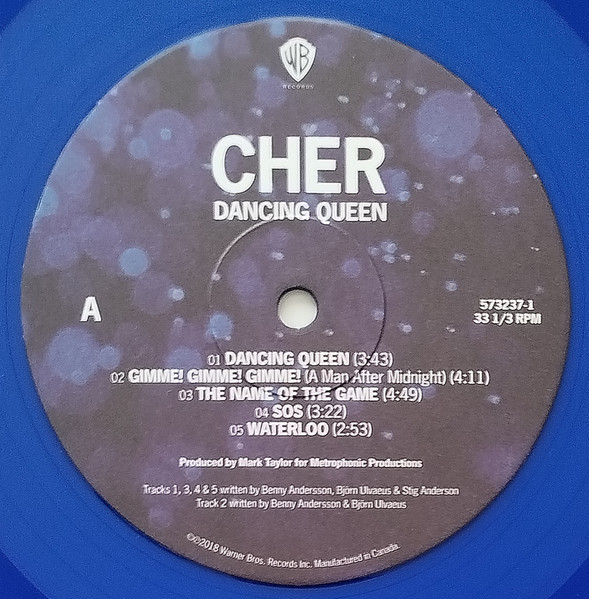 WB
RECORDS
CHER
DANCING QUEEN
A
573237-1
33 1/3 RPM
01 DANCING QUEEN (3:43)
02 GIMME! GIMME! GIMME! (A Man After Midnight) (4:11)
03 THE NAME OF THE GAME (4:49)
04 SOS (3:22)
05 WATERLOO (2:53)
Produced by Mark Taylor for Metrophonic Productions
Tracks 1, 3, 4 & 5 written by Benny Andersson, Björn Ulvaeus & Stig Anderson
Track 2 written by Benny Andersson & Björn Ulvaeus
℗©2018 Warner Bros. Records Inc. Manufactured in Canada.